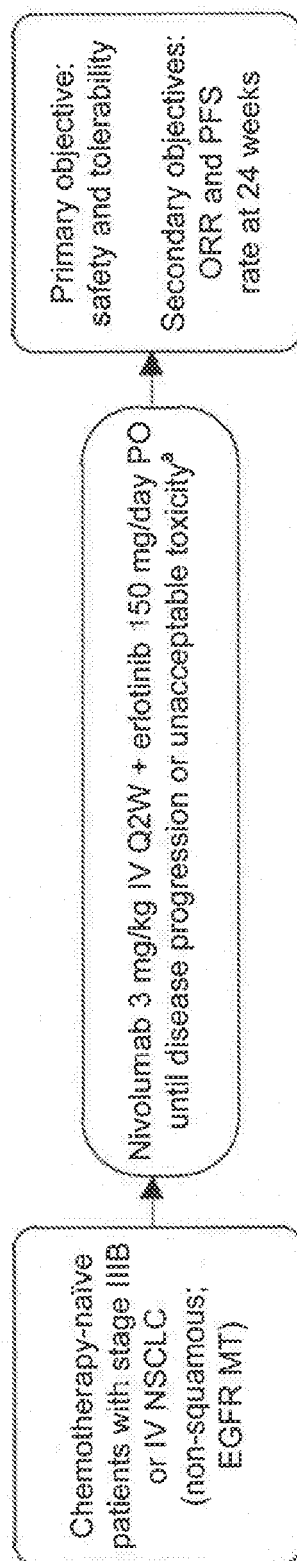 Chemotherapy-naïve
patients with stage IIIB
or IV NSCLC
(non-squamous;
EGFR MT)
Nivolumab 3 mg/kg IV Q2W + erlotinib 150 mg/day PO
until disease progression or unacceptable toxicityᵃ
Primary objective:
safety and tolerability
Secondary objectives:
ORR and PFS
rate at 24 weeks